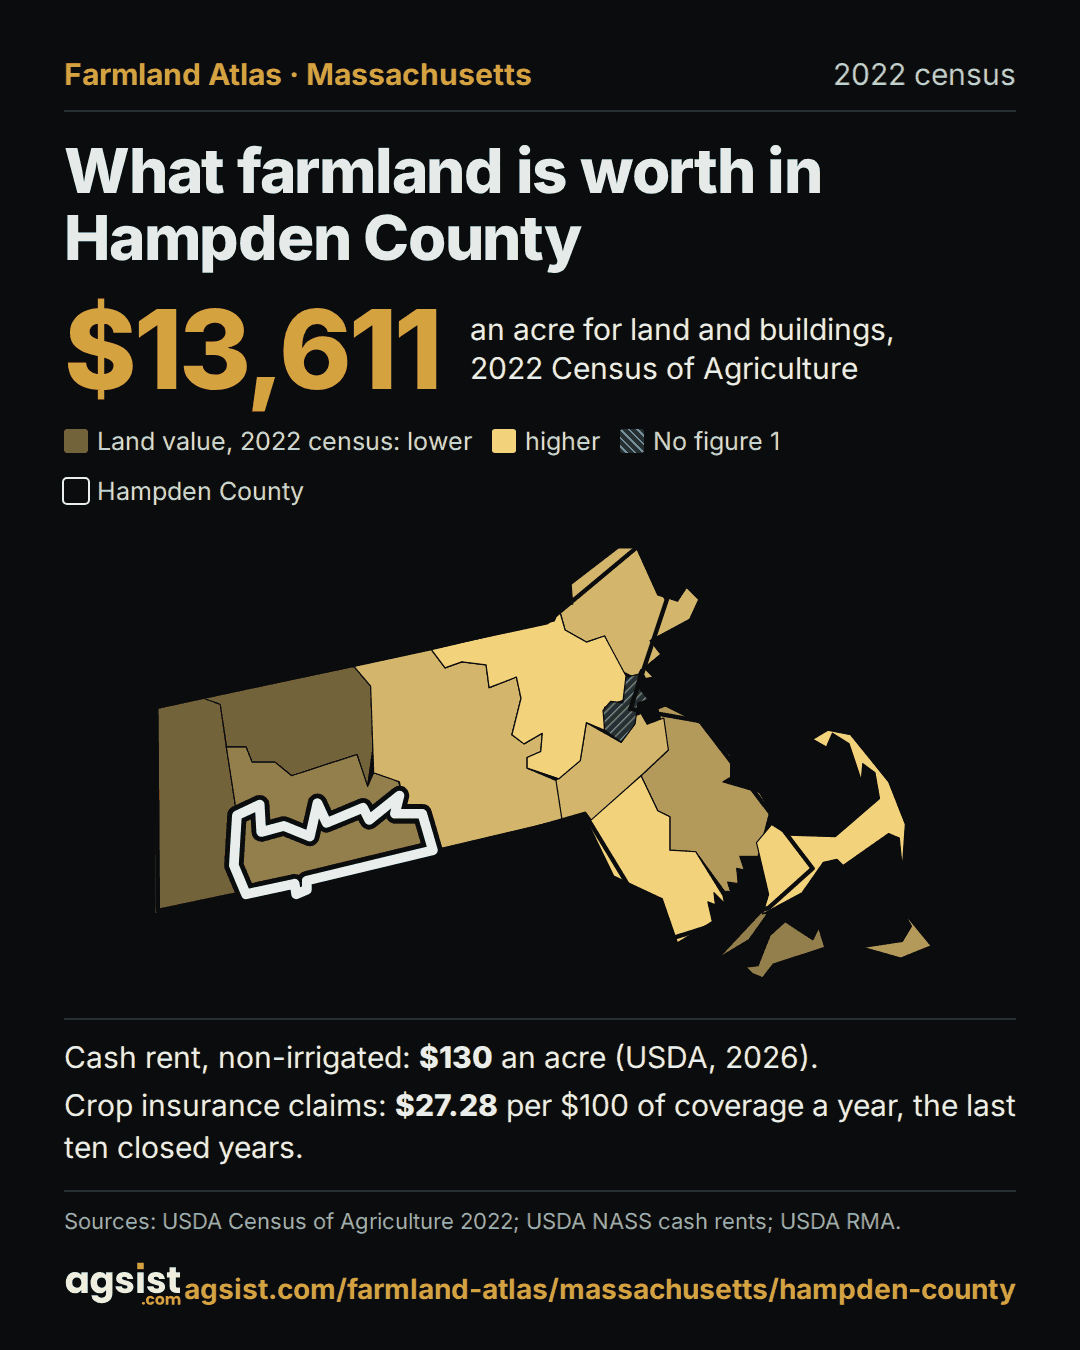 Farmland Atlas · Massachusetts
2022 census
What farmland is worth in
Hampden County
$13,611
an acre for land and buildings,
2022 Census of Agriculture
Land value, 2022 census: lower
higher
No figure 1
Hampden County
Cash rent, non-irrigated: $130 an acre (USDA, 2026).
Crop insurance claims: $27.28 per $100 of coverage a year, the last
ten closed years.
Sources: USDA Census of Agriculture 2022; USDA NASS cash rents; USDA RMA.
agsist
.com
agsist.com/farmland-atlas/massachusetts/hampden-county